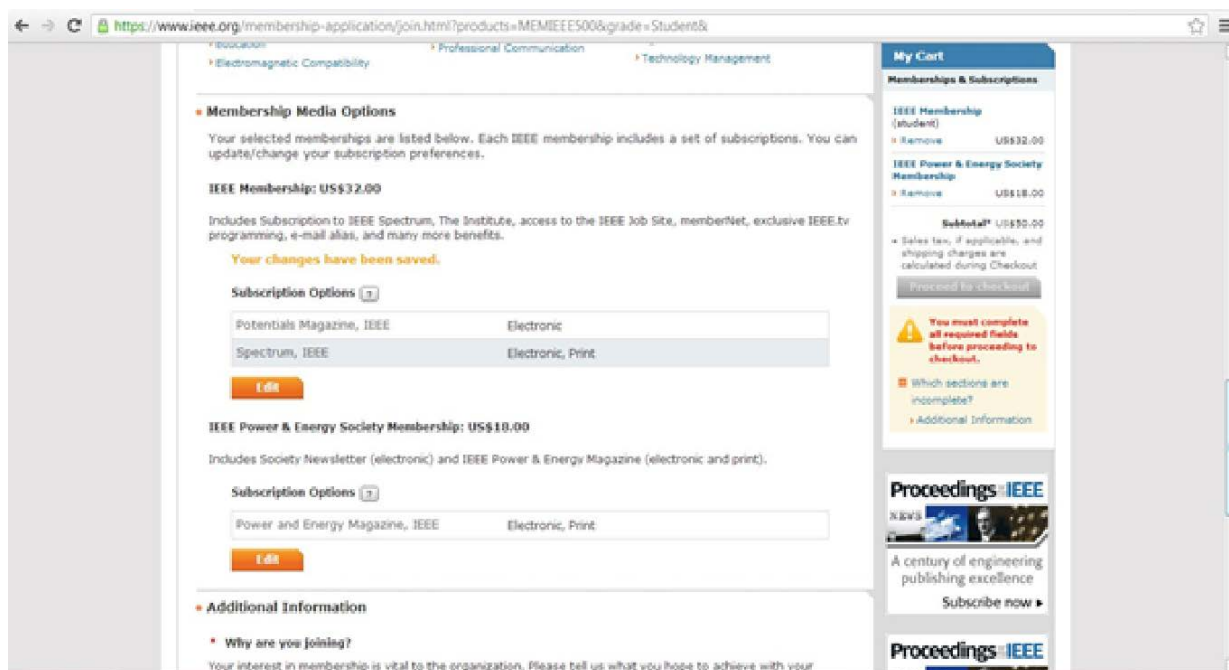 https://www.ieee.org/membership-application/join.html?products=MEMIEEE500&grade=Student&
Education
Professional Communication
Electromagnetic Compatibility
Technology Management
Membership Media Options
Your selected memberships are listed below. Each IEEE membership includes a set of subscriptions. You can
update/change your subscription preferences.
IEEE Membership: US$32.00
Includes Subscription to IEEE Spectrum, The Institute, access to the IEEE Job Site, memberNet, exclusive IEEE.tv
programming, e-mail alias, and many more benefits.
Your changes have been saved.
Subscription Options ?
Potentials Magazine, IEEE Electronic
Spectrum, IEEE Electronic, Print
Edit
IEEE Power & Energy Society Membership: US$18.00
Includes Society Newsletter (electronic) and IEEE Power & Energy Magazine (electronic and print).
Subscription Options ?
Power and Energy Magazine, IEEE Electronic, Print
Edit
Additional Information
* Why are you joining?
Your interest in membership is vital to the organization. Please tell us what you hope to achieve with your
My Cart
Memberships & Subscriptions
IEEE Membership
(student)
Remove US$32.00
IEEE Power & Energy Society
Membership
Remove US$18.00
Subtotal* US$50.00
* Sales tax, if applicable, and
shipping charges are
calculated during Checkout
Proceed to checkout
You must complete
all required fields
before proceeding to
checkout.
Which sections are
incomplete?
Additional Information
Proceedings IEEE
NEWS
A century of engineering
publishing excellence
Subscribe now
Proceedings IEEE